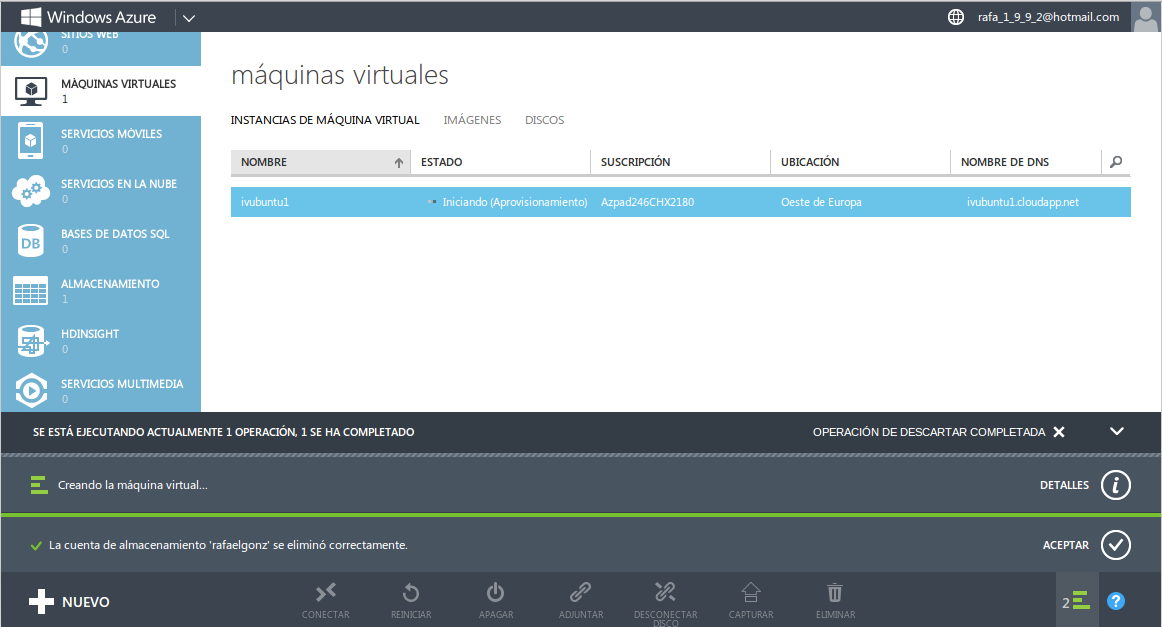 Windows Azure
rafa_1_9_9_2@hotmail.com
SITIOS WEB
0
MÁQUINAS VIRTUALES
1
SERVICIOS MÓVILES
0
SERVICIOS EN LA NUBE
0
BASES DE DATOS SQL
0
DB
ALMACENAMIENTO
1
HDINSIGHT
0
SERVICIOS MULTIMEDIA
0
máquinas virtuales
INSTANCIAS DE MÁQUINA VIRTUAL IMÁGENES DISCOS
NOMBRE ESTADO SUSCRIPCIÓN UBICACIÓN NOMBRE DE DNS
ivubuntu1 Iniciando (Aprovisionamiento) Azpad246CHX2180 Oeste de Europa ivubuntu1.cloudapp.net
SE ESTÁ EJECUTANDO ACTUALMENTE 1 OPERACIÓN, 1 SE HA COMPLETADO OPERACIÓN DE DESCARTAR COMPLETADA
Creando la máquina virtual... DETALLES i
La cuenta de almacenamiento 'rafaelgonz' se eliminó correctamente. ACEPTAR
NUEVO
CONECTAR
REINICIAR
APAGAR
ADJUNTAR
DESCONECTAR
DISCO
CAPTURAR
ELIMINAR
2
?